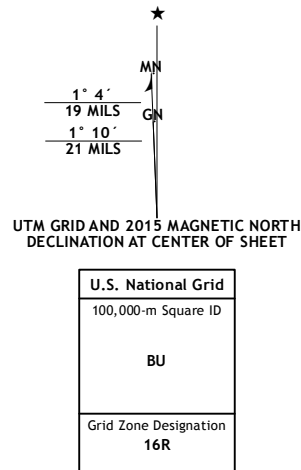 MN
1° 4´
19 MILS
GN
1° 10´
21 MILS
UTM GRID AND 2015 MAGNETIC NORTH
DECLINATION AT CENTER OF SHEET
U.S. National Grid
100,000-m Square ID
BU
Grid Zone Designation
16R